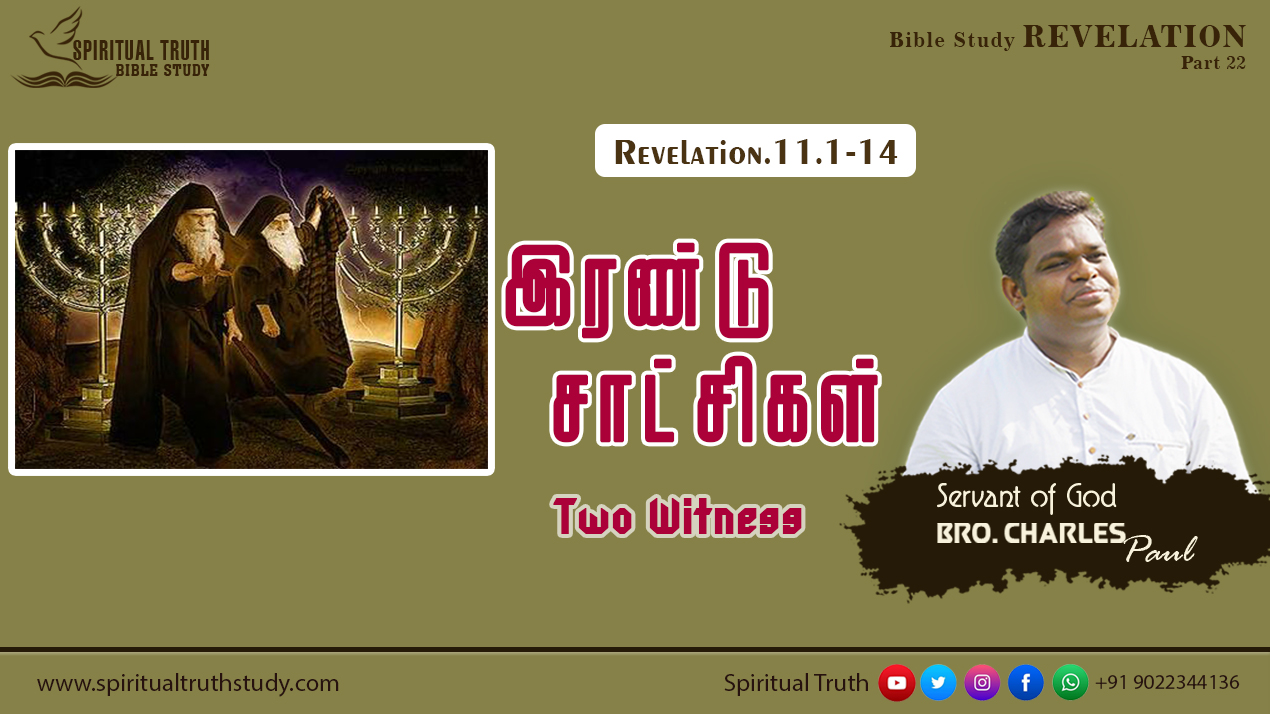 SPIRITUAL TRUTH
BIBLE STUDY
Bible Study REVELATION
Part 22
Revelation.11.1-14
இரண்டு
சாட்சிகள்
Two Witness
Servant of God
BRO. CHARLES
Paul
www.spiritualtruthstudy.com
Spiritual Truth
+91 9022344136